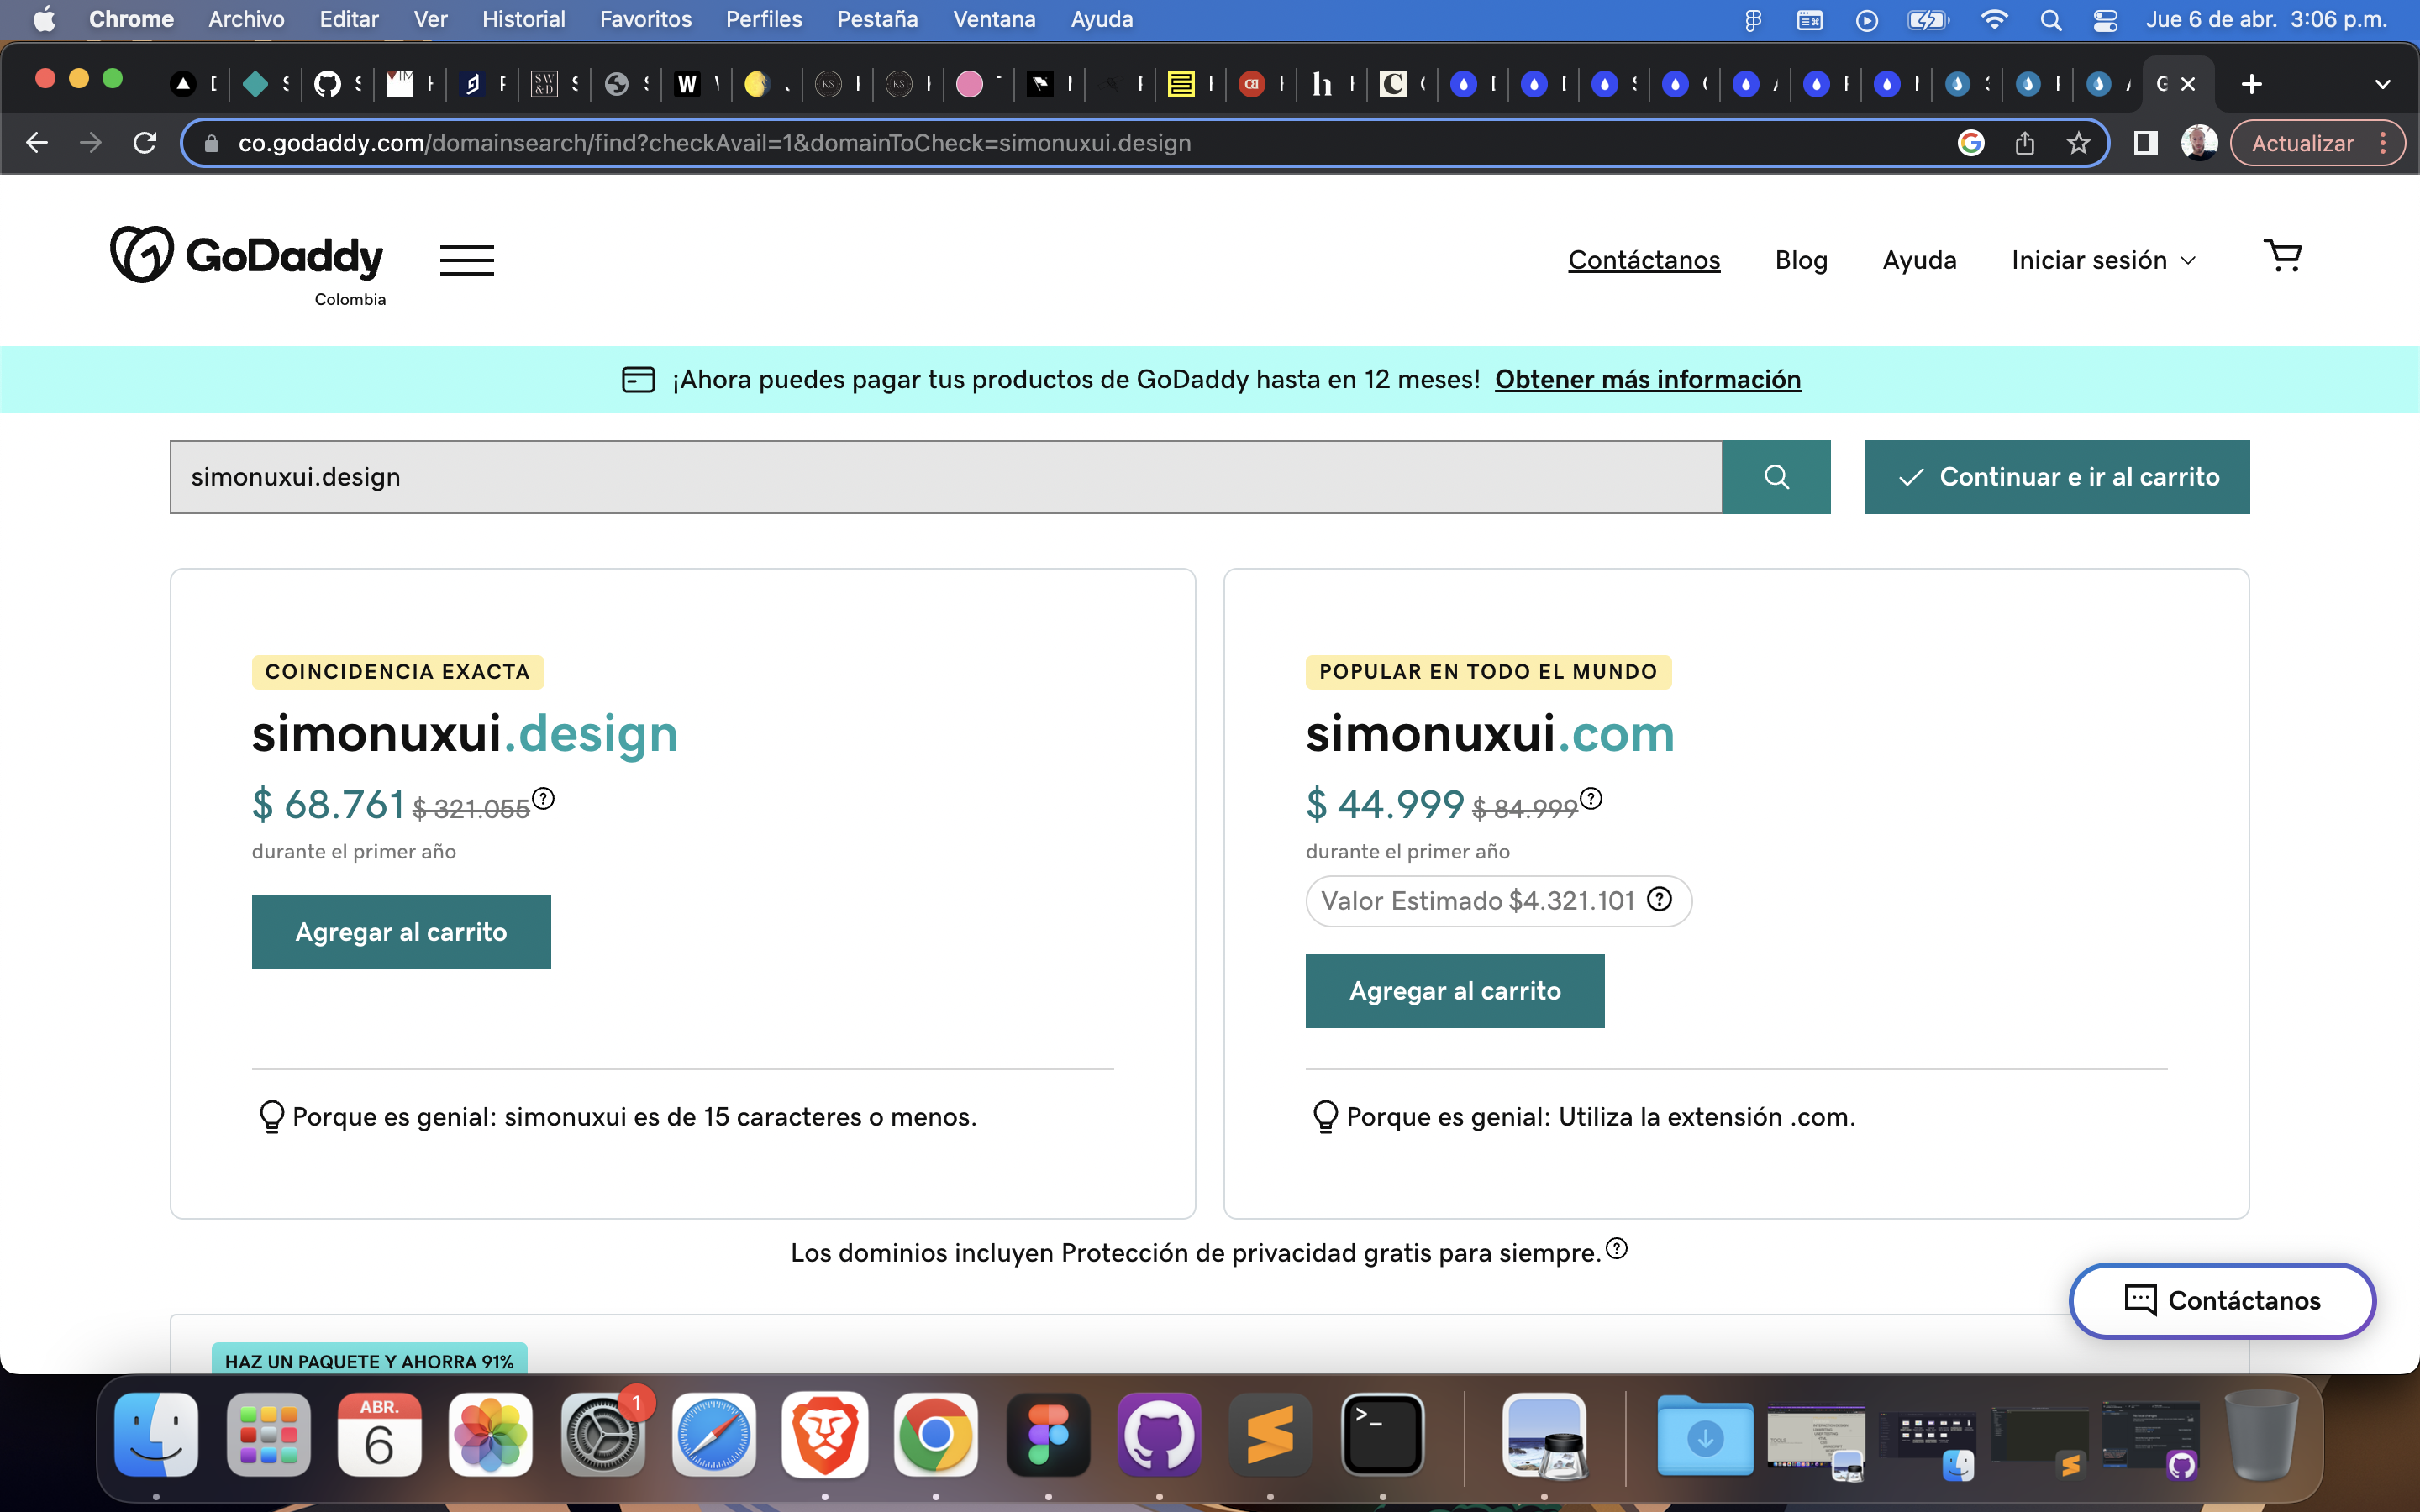 Chrome Archivo Editar Ver Historial Favoritos Perfiles Pestaña Ventana Ayuda Jue 6 de abr. 3:06 p.m.
co.godaddy.com/domainsearch/find?checkAvail=1&domainToCheck=simonuxui.design Actualizar
GoDaddy
Colombia
Contáctanos Blog Ayuda Iniciar sesión
¡Ahora puedes pagar tus productos de GoDaddy hasta en 12 meses! Obtener más información
simonuxui.design
Continuar e ir al carrito
COINCIDENCIA EXACTA
simonuxui.design
$ 68.761 $ 321.055
durante el primer año
Agregar al carrito
Porque es genial: simonuxui es de 15 caracteres o menos.
POPULAR EN TODO EL MUNDO
simonuxui.com
$ 44.999 $ 84.999
durante el primer año
Valor Estimado $4.321.101
Agregar al carrito
Porque es genial: Utiliza la extensión .com.
Los dominios incluyen Protección de privacidad gratis para siempre.
Contáctanos
HAZ UN PAQUETE Y AHORRA 91%
ABR.
6
1